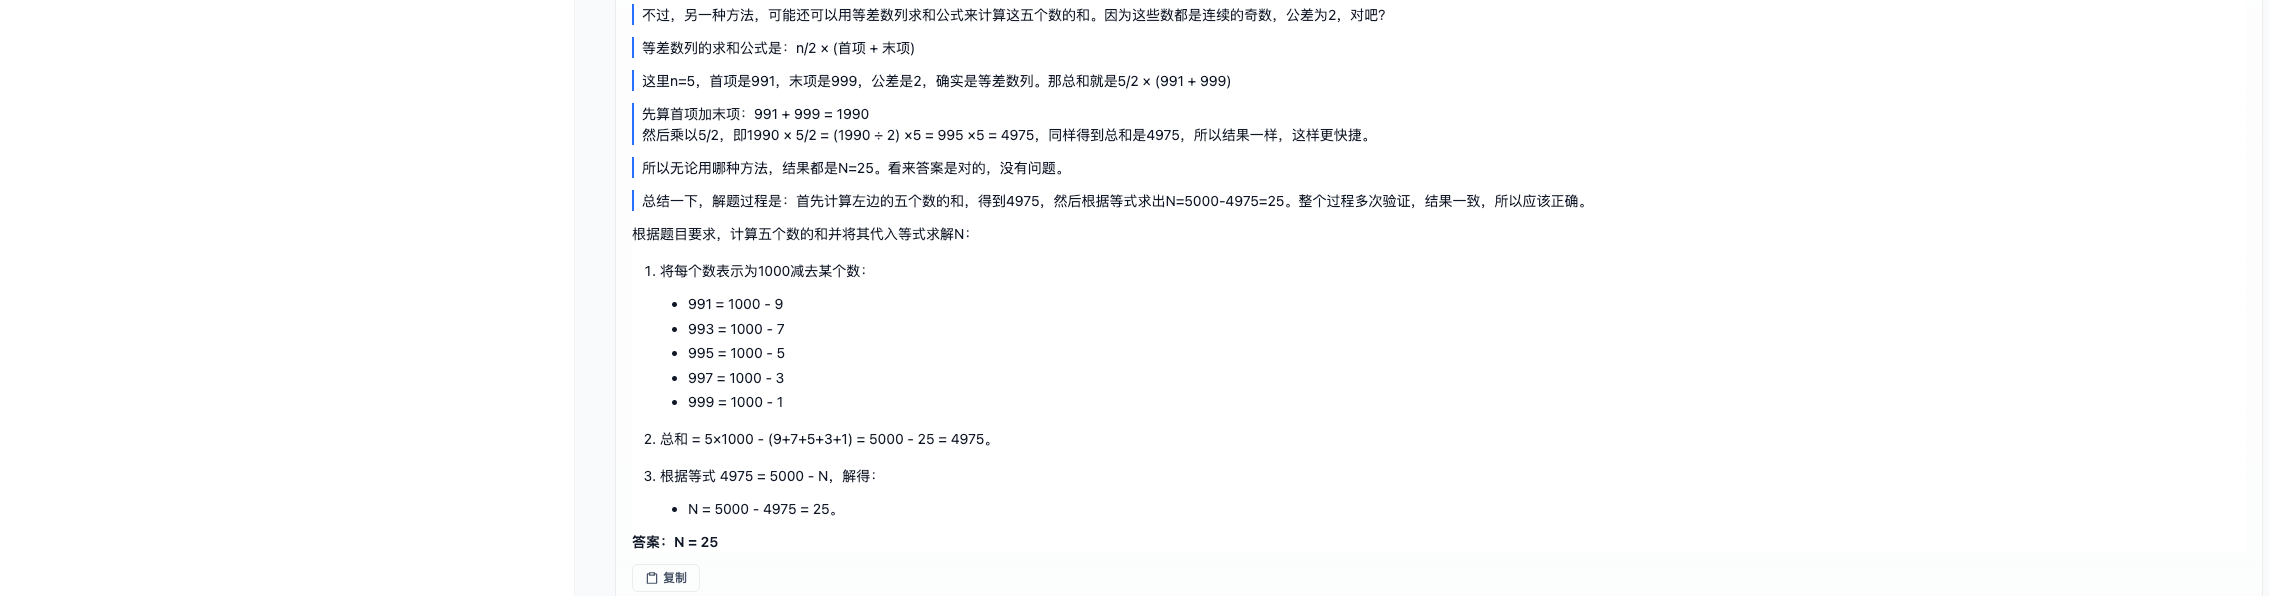 不过，另一种方法，可能还可以用等差数列求和公式来计算这五个数的和。因为这些数都是连续的奇数，公差为2，对吧？
等差数列的求和公式是：n/2 × (首项 + 末项)
这里n=5，首项是991，末项是999，公差是2，确实是等差数列。那总和就是5/2 × (991 + 999)
先算首项加末项：991 + 999 = 1990
然后乘以5/2，即1990 × 5/2 = (1990 ÷ 2) ×5 = 995 ×5 = 4975，同样得到总和是4975，所以结果一样，这样更快捷。
所以无论用哪种方法，结果都是N=25。看来答案是对的，没有问题。
总结一下，解题过程是：首先计算左边的五个数的和，得到4975，然后根据等式求出N=5000-4975=25。整个过程多次验证，结果一致，所以应该正确。
根据题目要求，计算五个数的和并将其代入等式求解N：
1. 将每个数表示为1000减去某个数：
• 991 = 1000 - 9
• 993 = 1000 - 7
• 995 = 1000 - 5
• 997 = 1000 - 3
• 999 = 1000 - 1
2. 总和 = 5×1000 - (9+7+5+3+1) = 5000 - 25 = 4975。
3. 根据等式 4975 = 5000 - N，解得：
• N = 5000 - 4975 = 25。
答案：N = 25
复制